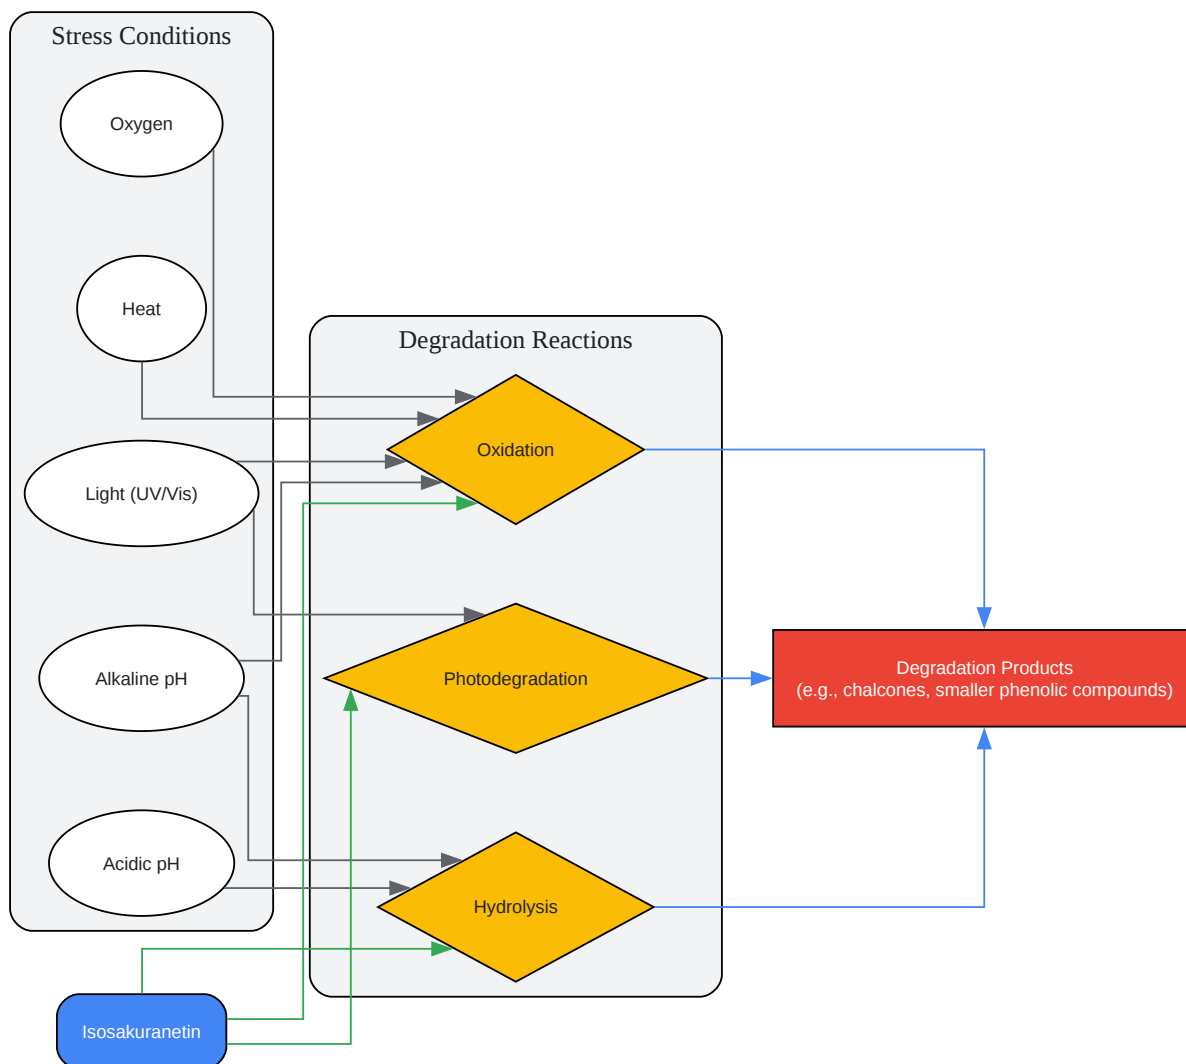 Stress Conditions
Oxygen
Heat
Light (UV/Vis)
Alkaline pH
Acidic pH
Isosakuranetin
Degradation Reactions
Oxidation
Photodegradation
Hydrolysis
Degradation Products
(e.g., chalcones, smaller phenolic compounds)